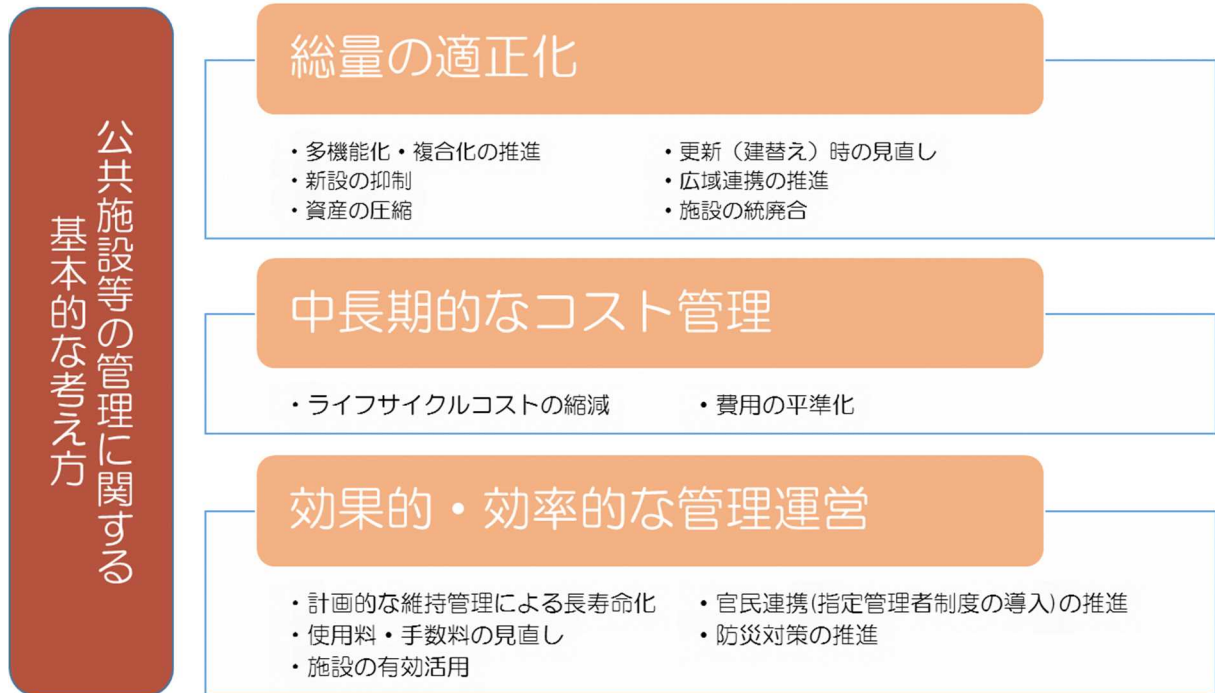 公共施設等の管理に関する
基本的な考え方
総量の適正化
・多機能化・複合化の推進
・新設の抑制
・資産の圧縮
・更新（建替え）時の見直し
・広域連携の推進
・施設の統廃合
中長期的なコスト管理
・ライフサイクルコストの縮減
・費用の平準化
効果的・効率的な管理運営
・計画的な維持管理による長寿命化
・使用料・手数料の見直し
・施設の有効活用
・官民連携(指定管理者制度の導入)の推進
・防災対策の推進